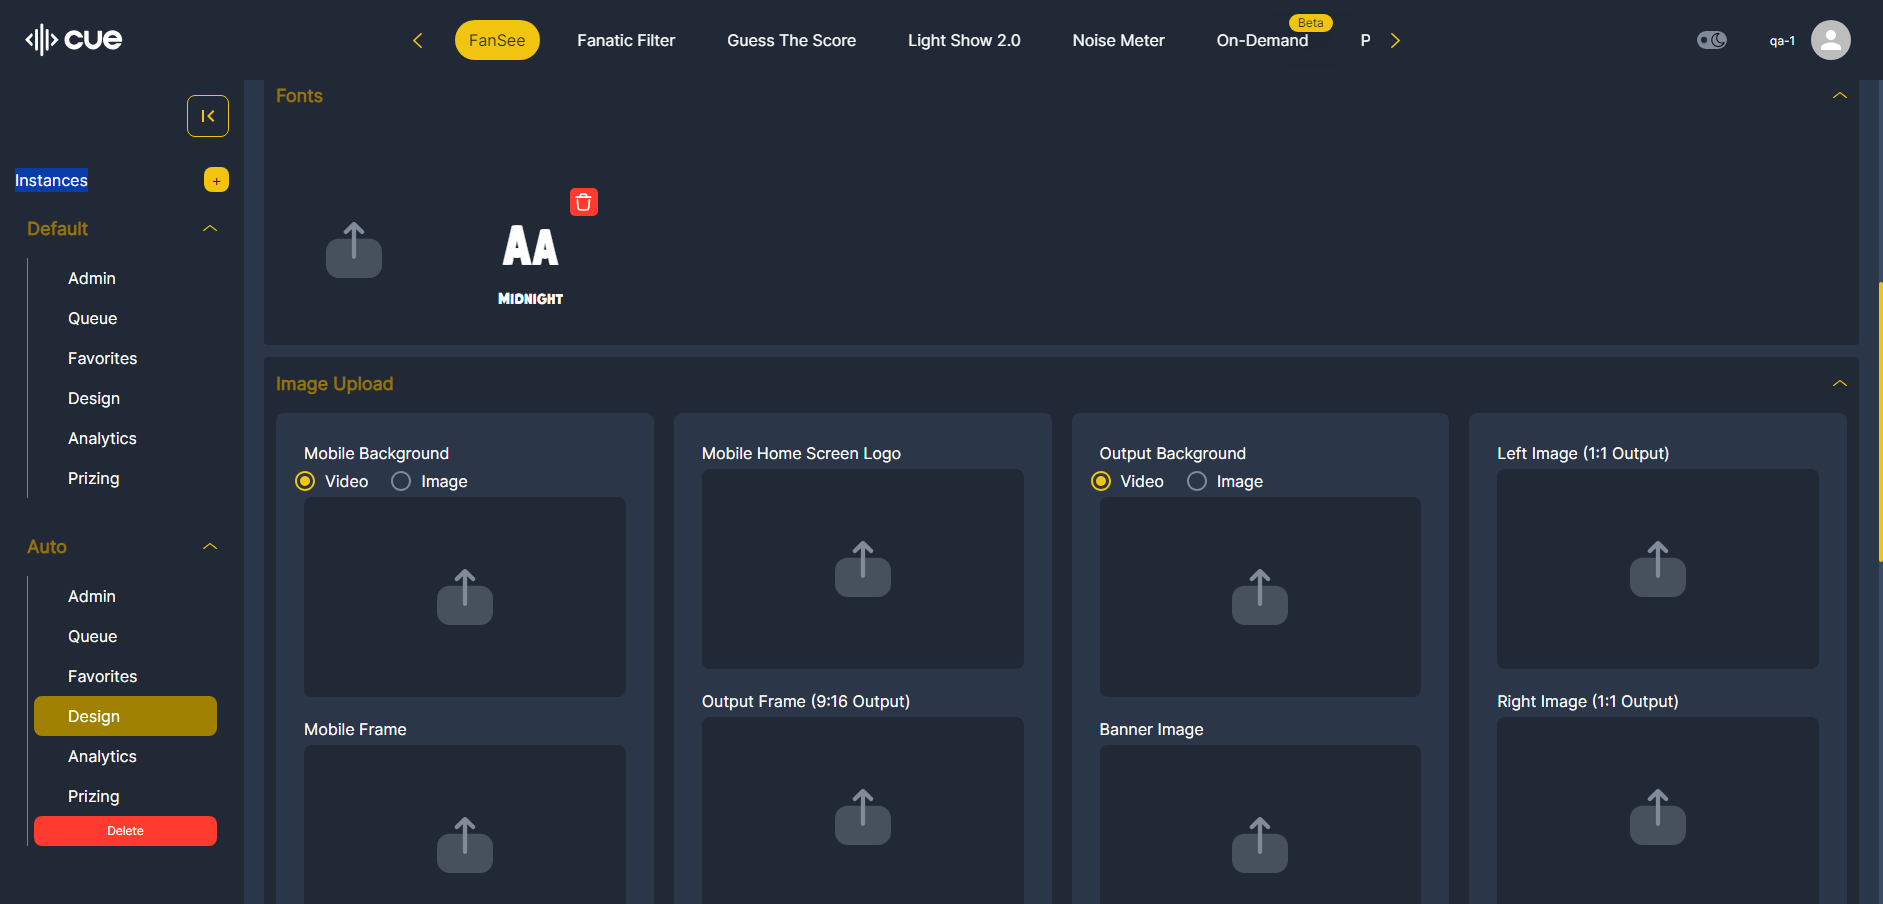 cue
FanSee
Fanatic Filter
Guess The Score
Light Show 2.0
Noise Meter
On-Demand
Beta
P
qa-1
Instances
+
Default
Admin
Queue
Favorites
Design
Analytics
Prizing
Auto
Admin
Queue
Favorites
Design
Analytics
Prizing
Delete
Fonts
AA
MIDNIGHT
Image Upload
Mobile Background
Video
Image
Mobile Frame
Mobile Home Screen Logo
Output Frame (9:16 Output)
Output Background
Video
Image
Banner Image
Left Image (1:1 Output)
Right Image (1:1 Output)